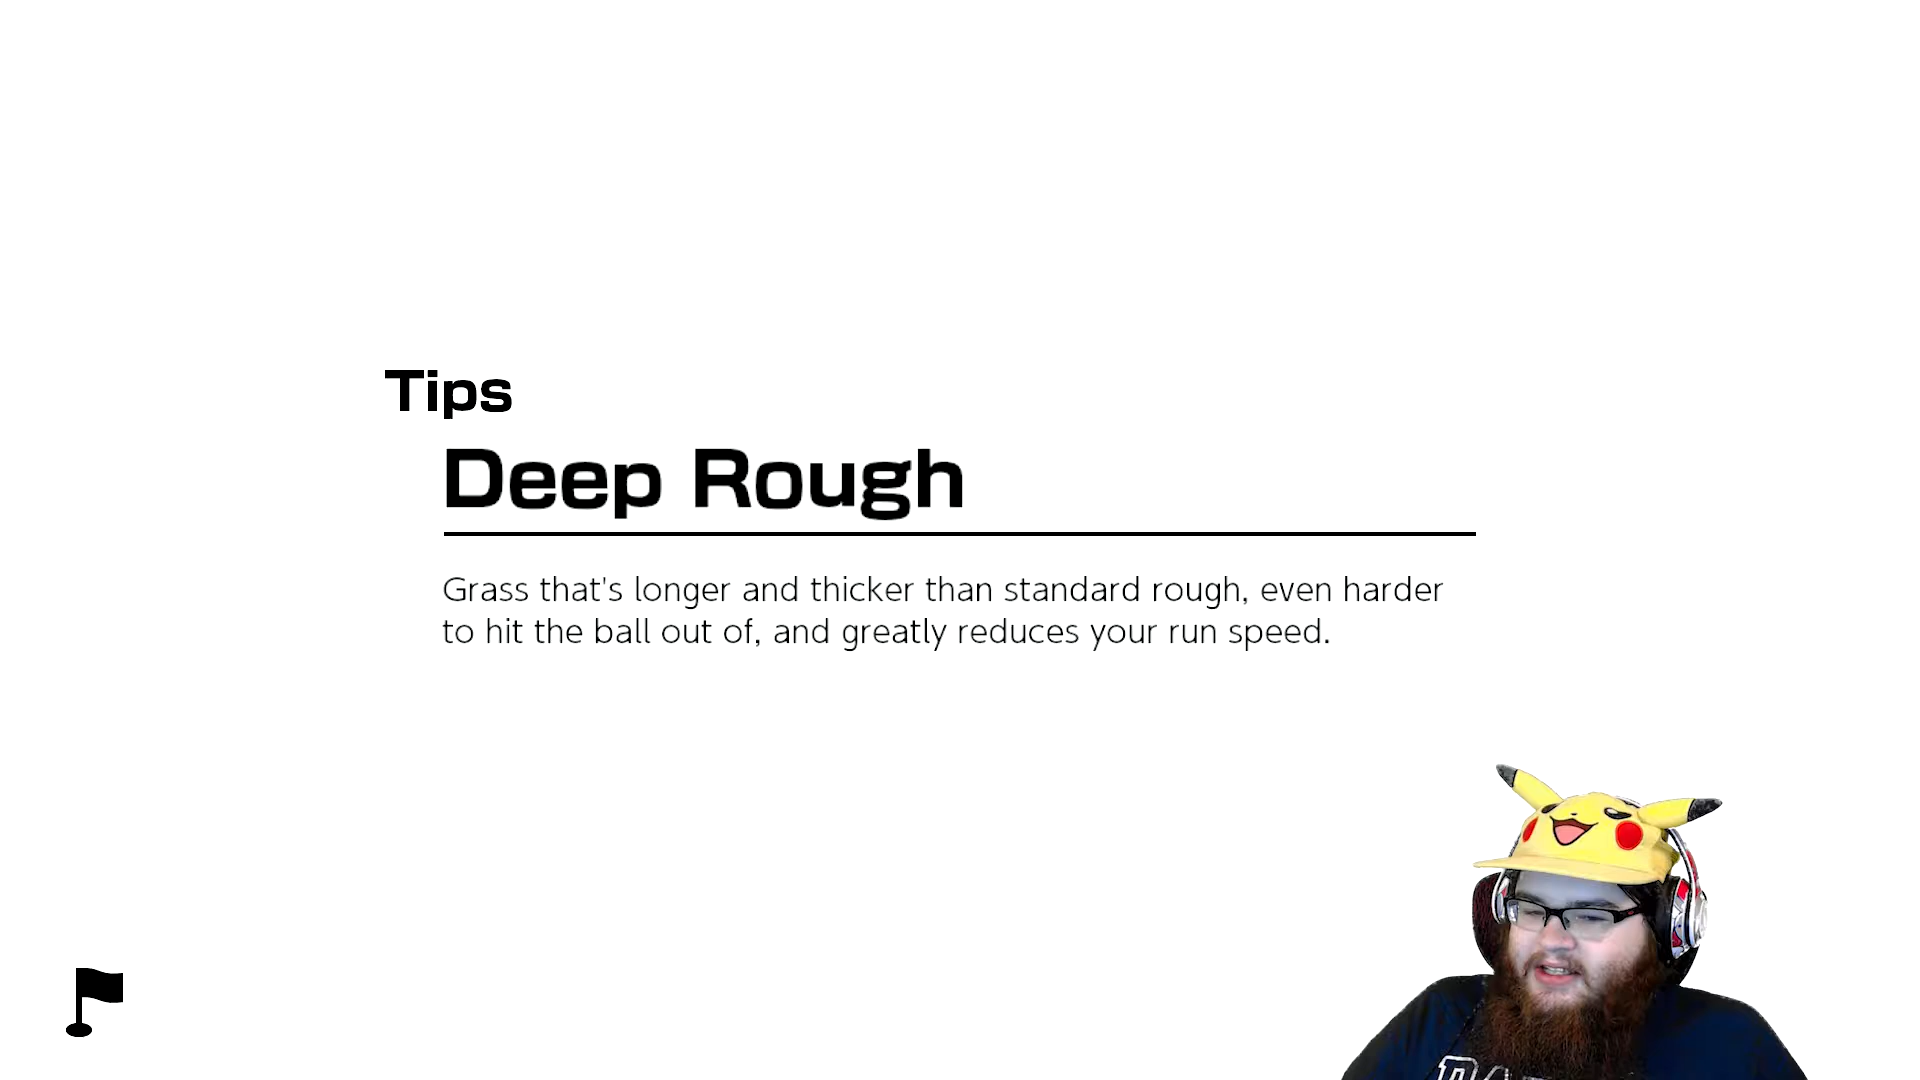 Tips
Deep Rough
Grass that's longer and thicker than standard rough, even harder
to hit the ball out of, and greatly reduces your run speed.